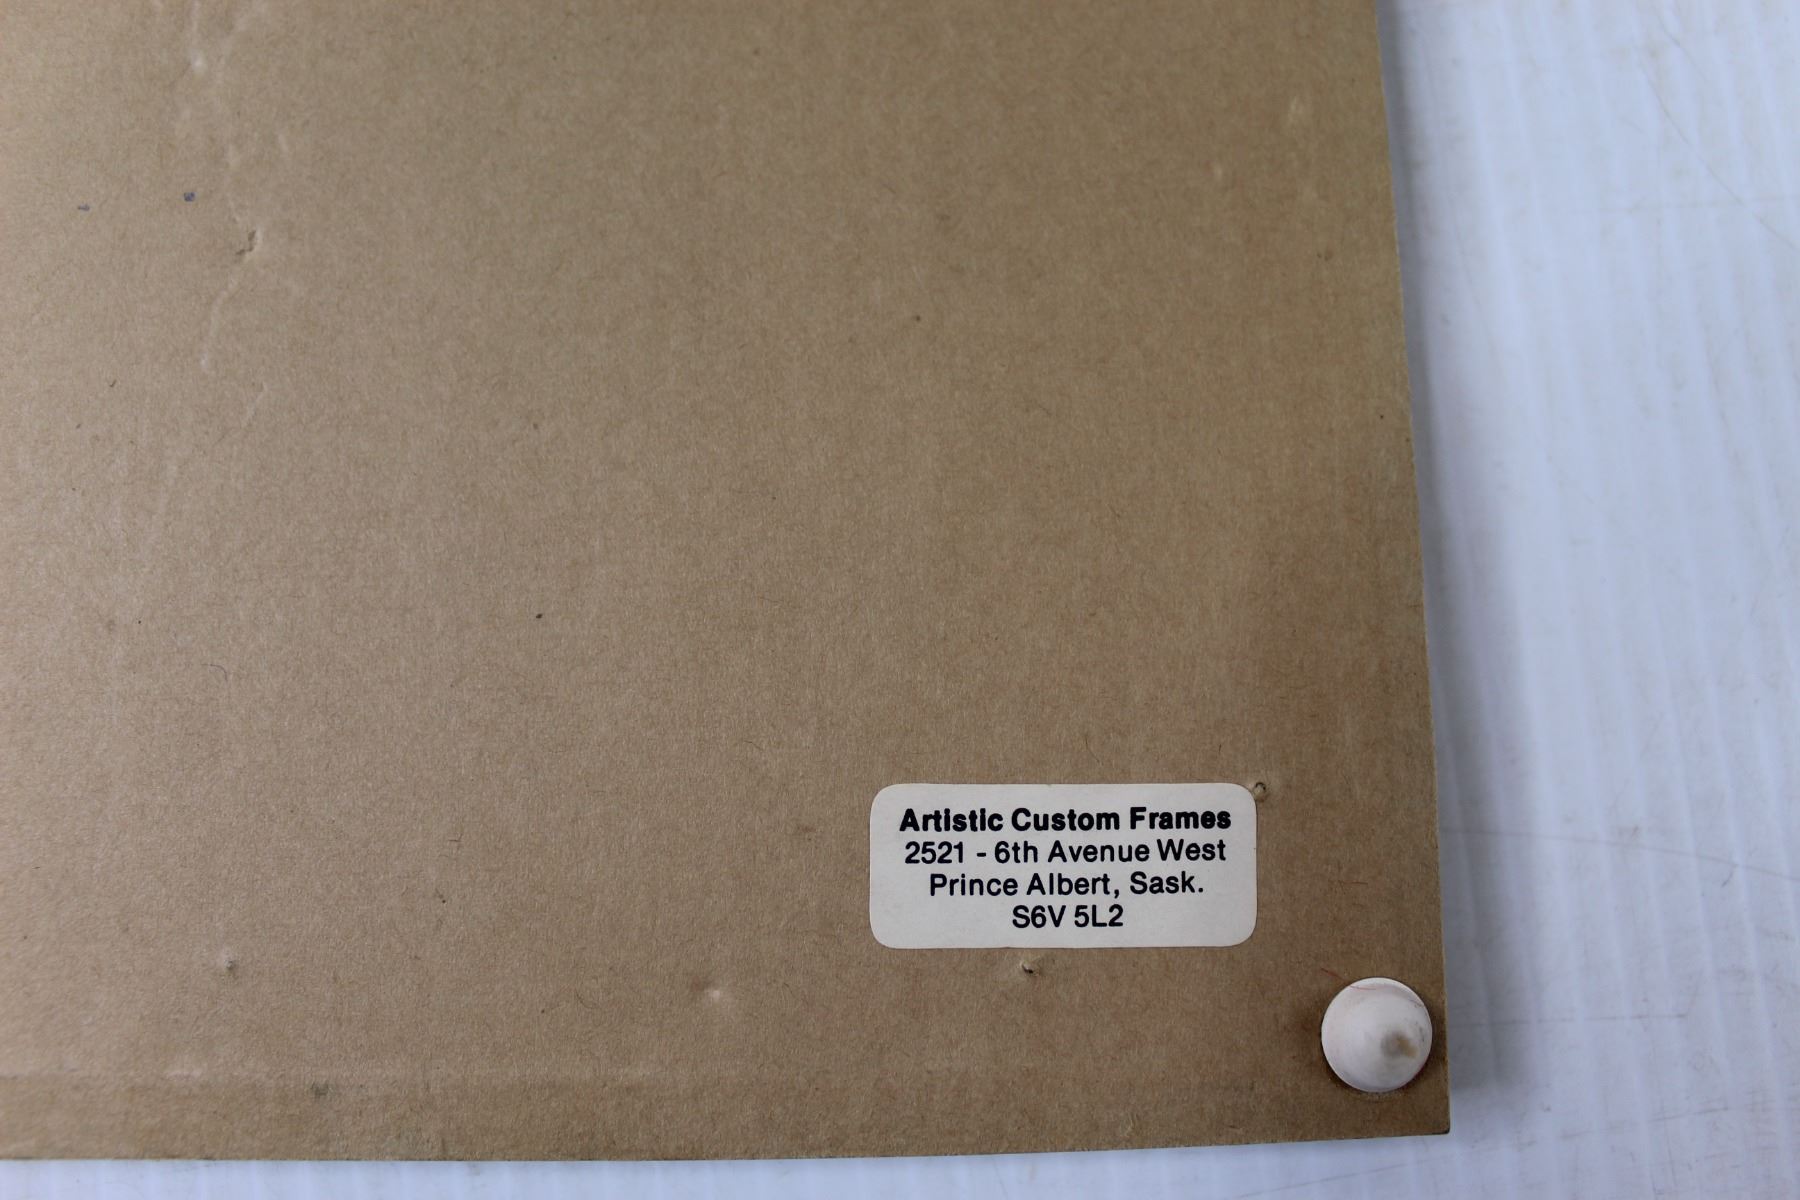 Artistic Custom Frames
2521 - 6th Avenue West
Prince Albert, Sask.
S6V 5L2